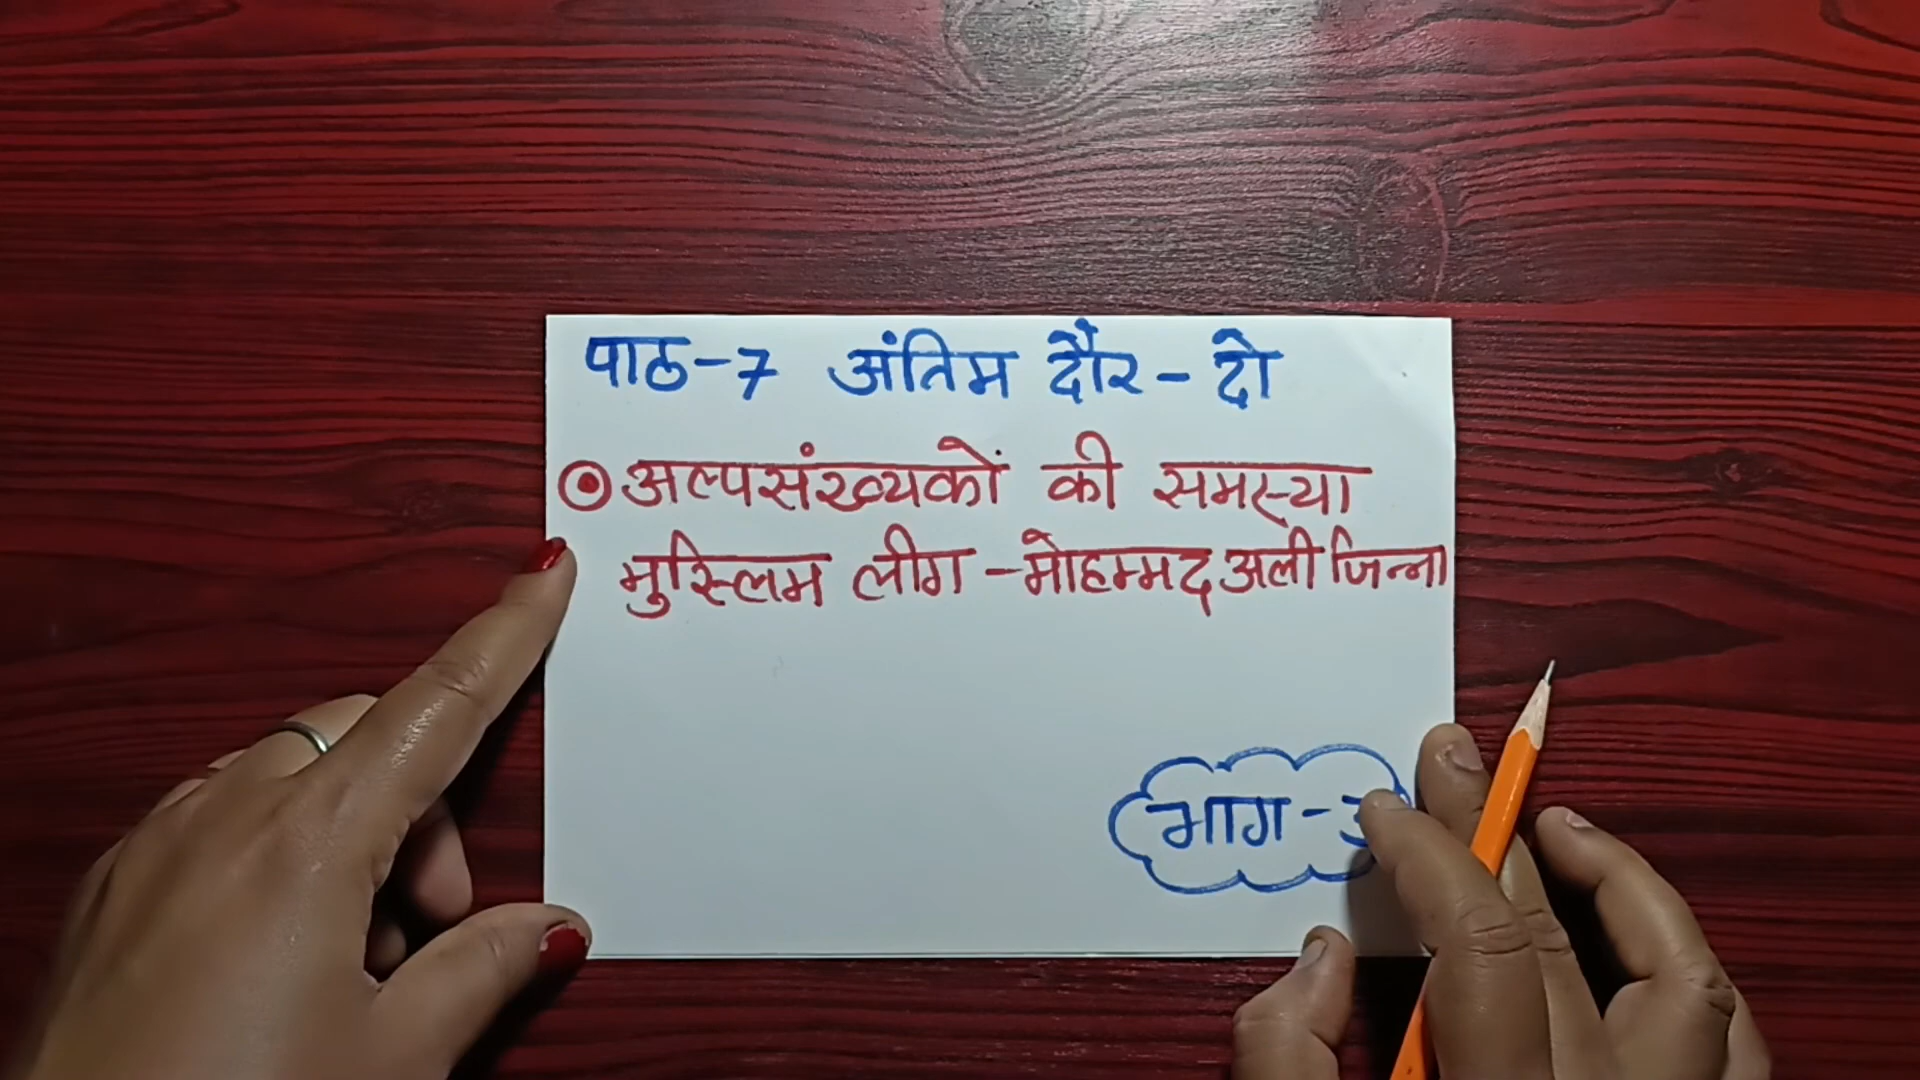 पाठ-7 अंतिम दौर - दो
अल्पसंख्यकों की समस्या
मुस्लिम लीग - मोहम्मद अली जिन्ना
भाग -